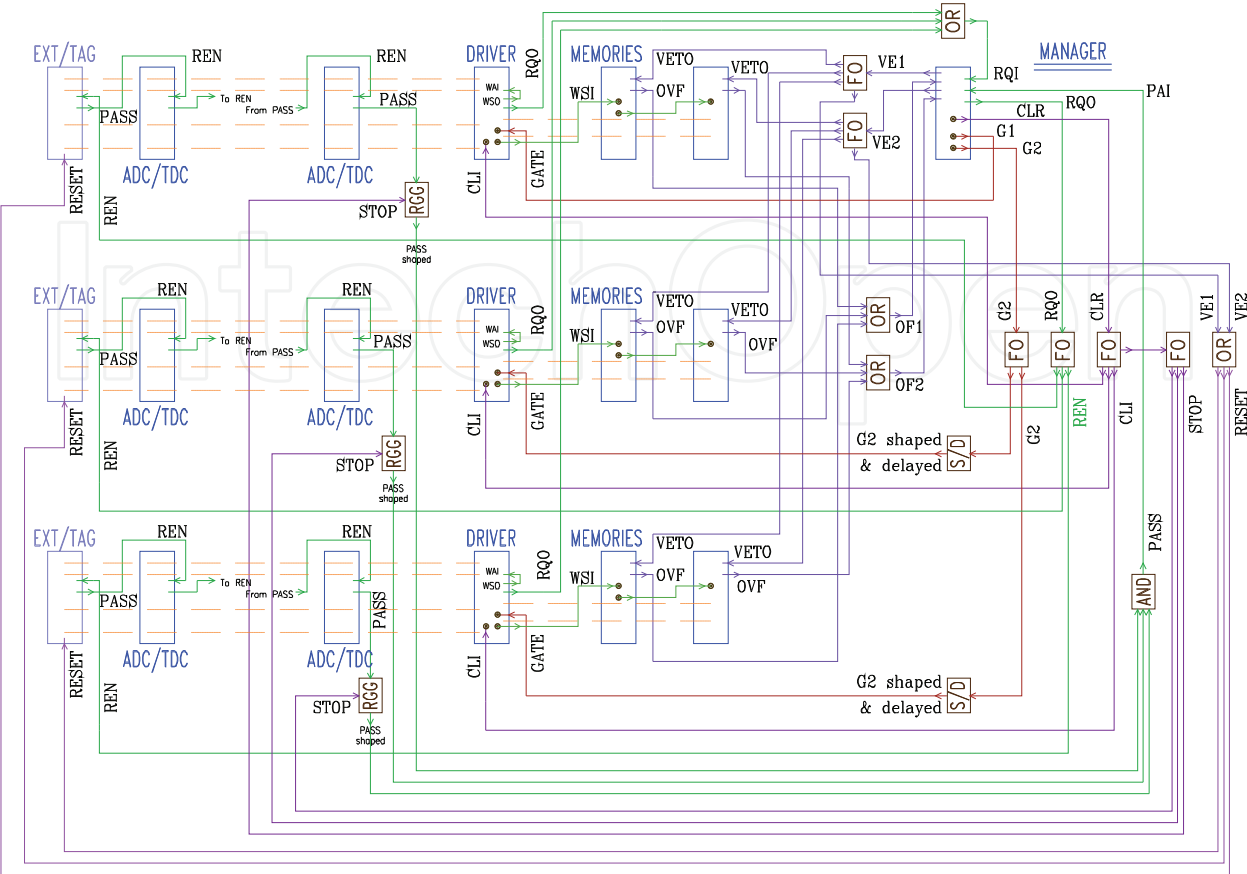 OR
EXT/TAG
REN
REN
DRIVER
RQO
MEMORIES
VETO
VETO
FO
VE1
MANAGER
RQI
PAI
To REN
From PASS
PASS
PASS
WAI
WSO
WSI
OVF
RQO
CLR
G1
G2
FO
VE2
ADC/TDC
ADC/TDC
CLI
GATE
RESET
REN
STOP
RGG
PASS
shaped
IntechOpen
EXT/TAG
REN
REN
DRIVER
RQO
MEMORIES
VETO
VETO
OVF
OVF
OR
OF1
G2
RQO
CLR
VE1
VE2
To REN
From PASS
PASS
PASS
WAI
WSO
WSI
FO
FO
FO
FO
OR
OR
OF2
ADC/TDC
ADC/TDC
CLI
GATE
RESET
REN
REN
CLI
STOP
RESET
G2
STOP
RGG
G2 shaped
& delayed
S/D
PASS
shaped
EXT/TAG
REN
REN
DRIVER
RQO
MEMORIES
VETO
VETO
OVF
OVF
PASS
To REN
From PASS
PASS
PASS
WAI
WSO
WSI
AND
ADC/TDC
ADC/TDC
CLI
GATE
RESET
REN
STOP
RGG
G2 shaped
& delayed
S/D
PASS
shaped